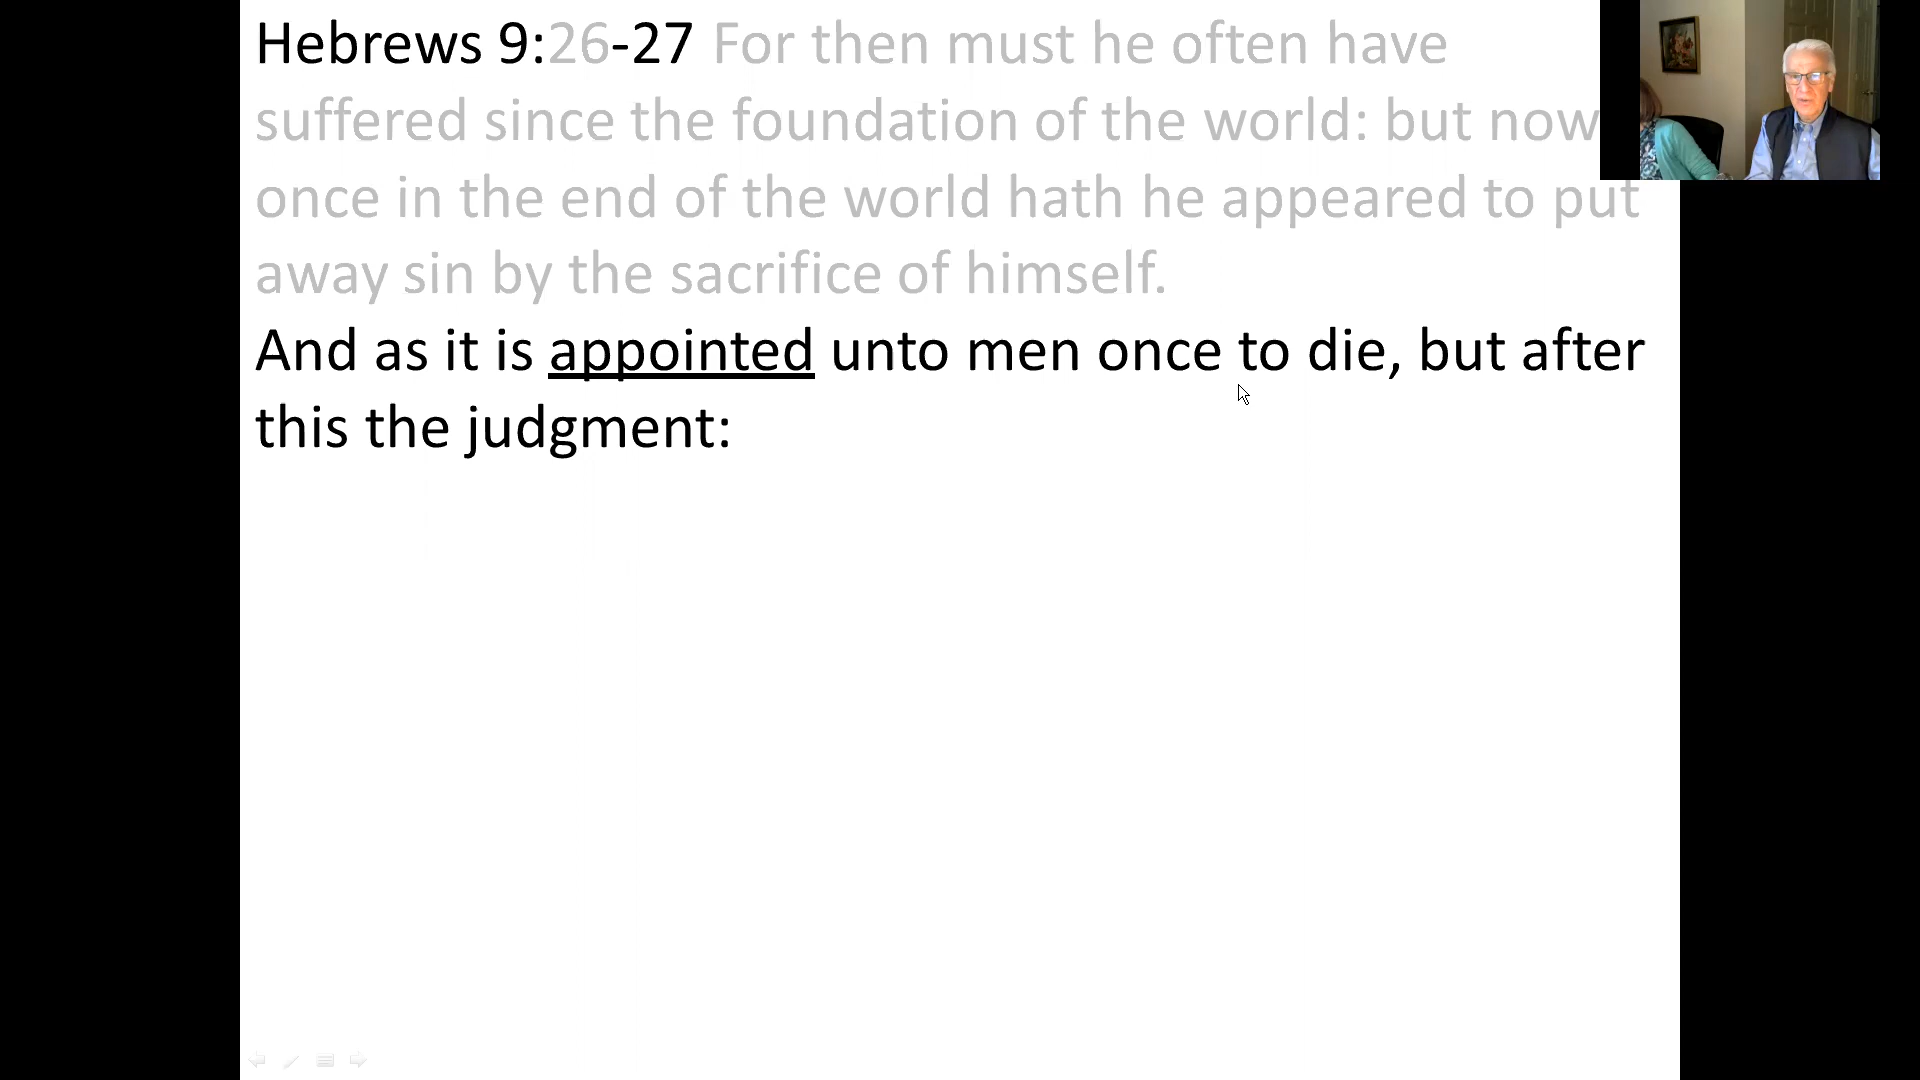 Hebrews 9:26-27 For then must he often have
suffered since the foundation of the world: but now
once in the end of the world hath he appeared to put
away sin by the sacrifice of himself.
And as it is appointed unto men once to die, but after
this the judgment: